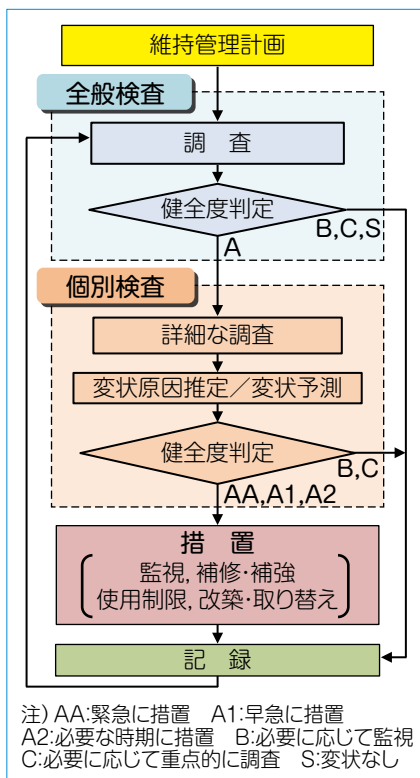 維持管理計画
全般検査
調 査
健全度判定
B,C,S
A
個別検査
詳細な調査
変状原因推定／変状予測
健全度判定
B,C
AA,A1,A2
措 置
監視,補修・補強
使用制限,改築・取り替え
記 録
注）AA:緊急に措置 A1:早急に措置
A2:必要な時期に措置 B:必要に応じて監視
C:必要に応じて重点的に調査 S:変状なし